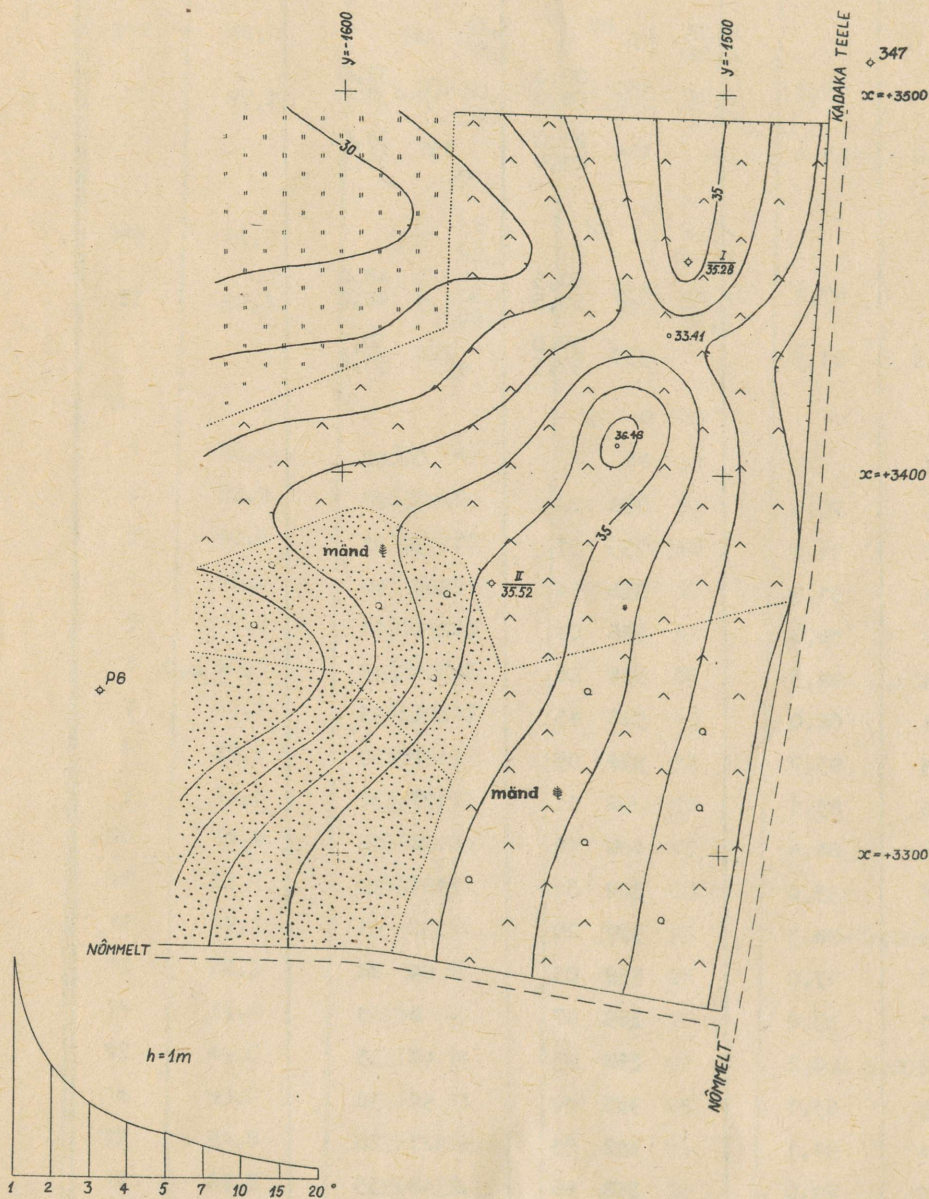 y=-1600
y=-1500
KADAKA TEELE
347
x=+3500
30
35
I
35.28
33.41
36.48
x=+3400
35
mänd
II
35.52
P6
mänd
x=+3300
NÕMMELT
h=1m
NÕMMELT
1 2 3 4 5 7 10 15 20°